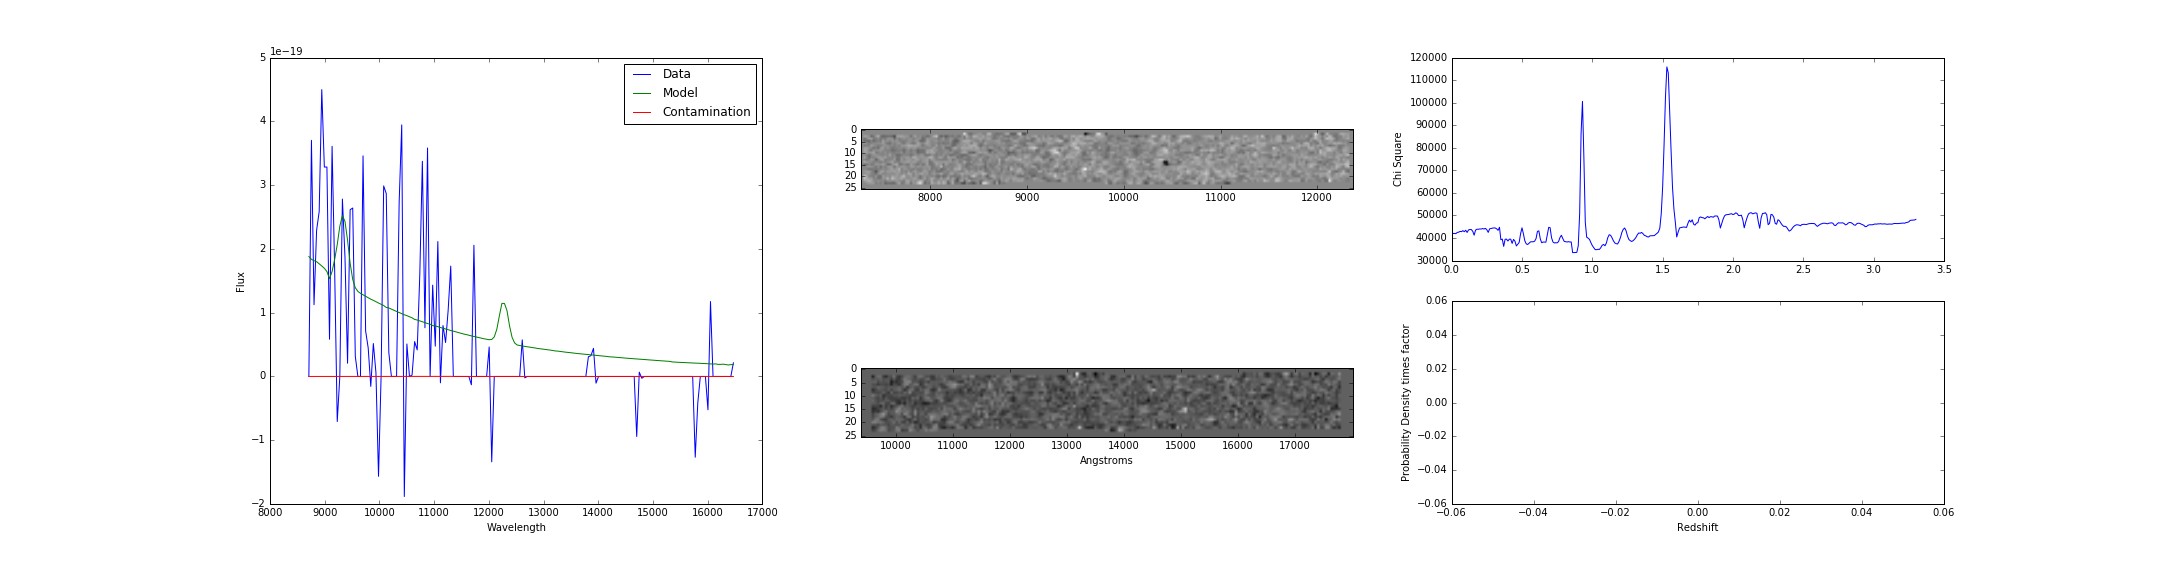 1e−19
5
4
3
2
1
0
−1
−2
Flux
8000 9000 10000 11000 12000 13000 14000 15000 16000 17000
Wavelength
Data
Model
Contamination
0
5
10
15
20
25
8000 9000 10000 11000 12000
0
5
10
15
20
25
10000 11000 12000 13000 14000 15000 16000 17000
Angstroms
120000
110000
100000
90000
80000
70000
60000
50000
40000
30000
Chi Square
0.0 0.5 1.0 1.5 2.0 2.5 3.0 3.5
0.06
0.04
0.02
0.00
−0.02
−0.04
−0.06
Probability Density times factor
−0.06 −0.04 −0.02 0.00 0.02 0.04 0.06
Redshift